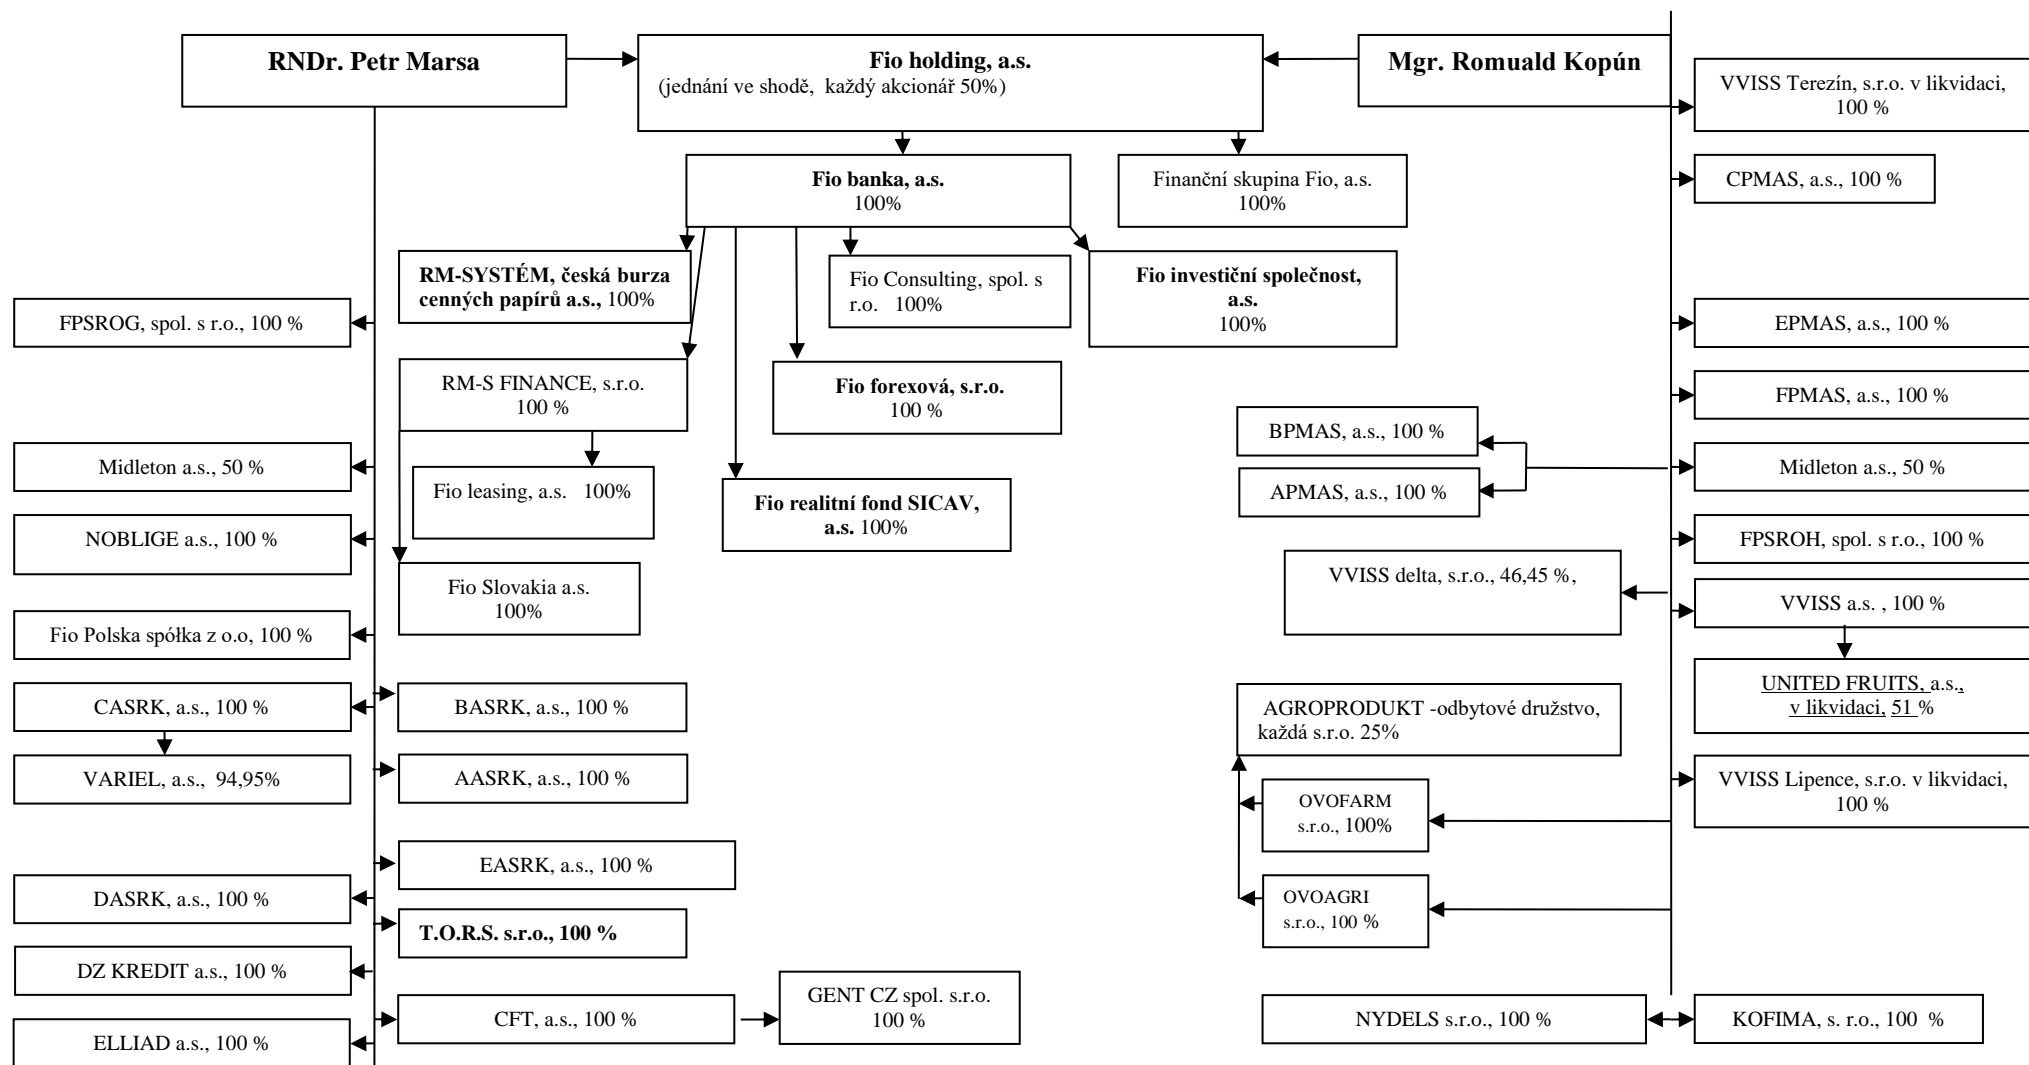 RNDr. Petr Marsa
Fio holding, a.s.
(jednání ve shodě,  každý akcionář 50%)
Mgr. Romuald Kopún
VVISS Terezín, s.r.o. v likvidaci,
100 %
Fio banka, a.s.
100%
Finanční skupina Fio, a.s.
100%
CPMAS, a.s., 100 %
RM-SYSTÉM, česká burza
cenných papírů a.s., 100%
Fio Consulting, spol. s
r.o.   100%
Fio investiční společnost,
a.s.
100%
FPSROG, spol. s r.o., 100 %
EPMAS, a.s., 100 %
RM-S FINANCE, s.r.o.
100 %
Fio forexová, s.r.o.
100 %
FPMAS, a.s., 100 %
BPMAS, a.s., 100 %
Midleton a.s., 50 %
Midleton a.s., 50 %
Fio leasing, a.s.   100%
Fio realitní fond SICAV,
a.s. 100%
APMAS, a.s., 100 %
NOBLIGE a.s., 100 %
FPSROH, spol. s r.o., 100 %
Fio Slovakia a.s.
100%
VVISS delta, s.r.o., 46,45 %,
VVISS a.s. , 100 %
Fio Polska spółka z o.o, 100 %
UNITED FRUITS, a.s.,
v likvidaci, 51 %
CASRK, a.s., 100 %
BASRK, a.s., 100 %
AGROPRODUKT -odbytové družstvo,
každá s.r.o. 25%
VARIEL, a.s.,  94,95%
AASRK, a.s., 100 %
OVOFARM
s.r.o., 100%
VVISS Lipence, s.r.o. v likvidaci,
100 %
EASRK, a.s., 100 %
DASRK, a.s., 100 %
OVOAGRI
s.r.o., 100 %
T.O.R.S. s.r.o., 100 %
DZ KREDIT a.s., 100 %
GENT CZ spol. s.r.o.
100 %
CFT, a.s., 100 %
NYDELS s.r.o., 100 %
KOFIMA, s. r.o., 100  %
ELLIAD a.s., 100 %